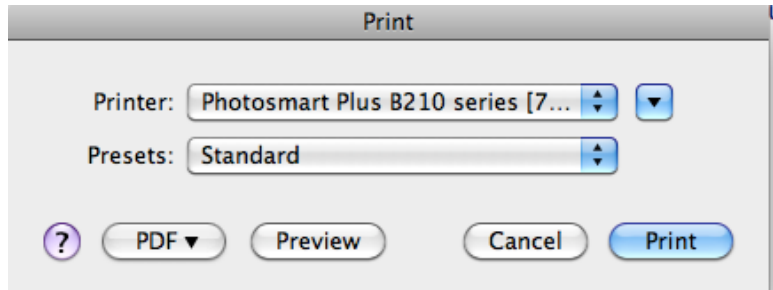 Print
Printer: Photosmart Plus B210 series [7...
Presets: Standard
? PDF▼ Preview Cancel Print